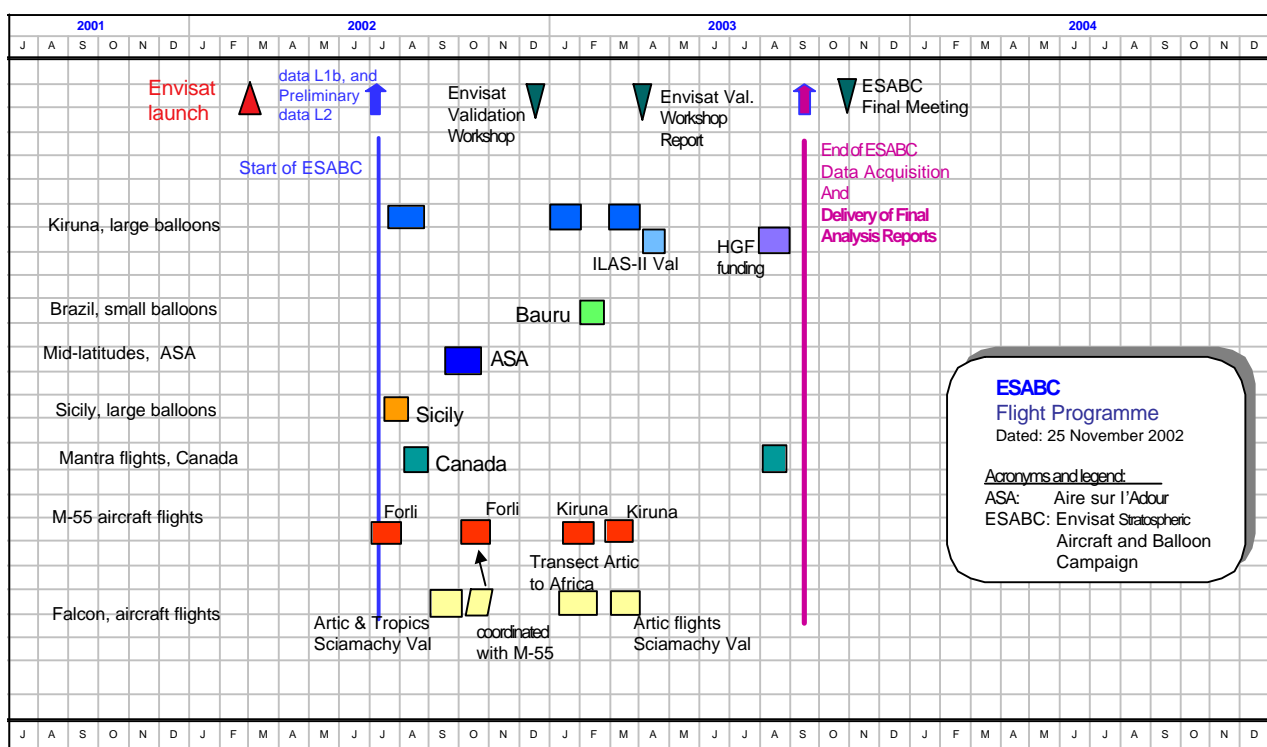 2001 2002 2003 2004
J A S O N D J F M A M J J A S O N D J F M A M J J A S O N D J F M A M J J A S O N D
Envisat
launch
data L1b, and
Preliminary
data L2
Envisat
Validation
Workshop
Envisat Val.
Workshop
Report
ESABC
Final Meeting
Start of ESABC
End of ESABC
Data Acquisition
And
Delivery of Final
Analysis Reports
Kiruna, large balloons
ILAS-II Val
HGF
funding
Brazil, small balloons
Bauru
Mid-latitudes, ASA
ASA
Sicily, large balloons
Sicily
Mantra flights, Canada
Canada
M-55 aircraft flights
Forli
Forli
Kiruna
Kiruna
Transect Artic
to Africa
Falcon, aircraft flights
Artic & Tropics
Sciamachy Val
coordinated
with M-55
Artic flights
Sciamachy Val
ESABC
Flight Programme
Dated: 25 November 2002
Acronyms and legend:
ASA: Aire sur l'Adour
ESABC: Envisat Stratospheric
Aircraft and Balloon
Campaign
J A S O N D J F M A M J J A S O N D J F M A M J J A S O N D J F M A M J J A S O N D